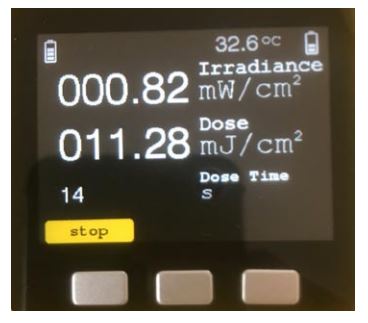 32.6°C
Irradiance
000.82 mW/cm²
Dose
011.28 mJ/cm²
Dose Time
14 s
stop